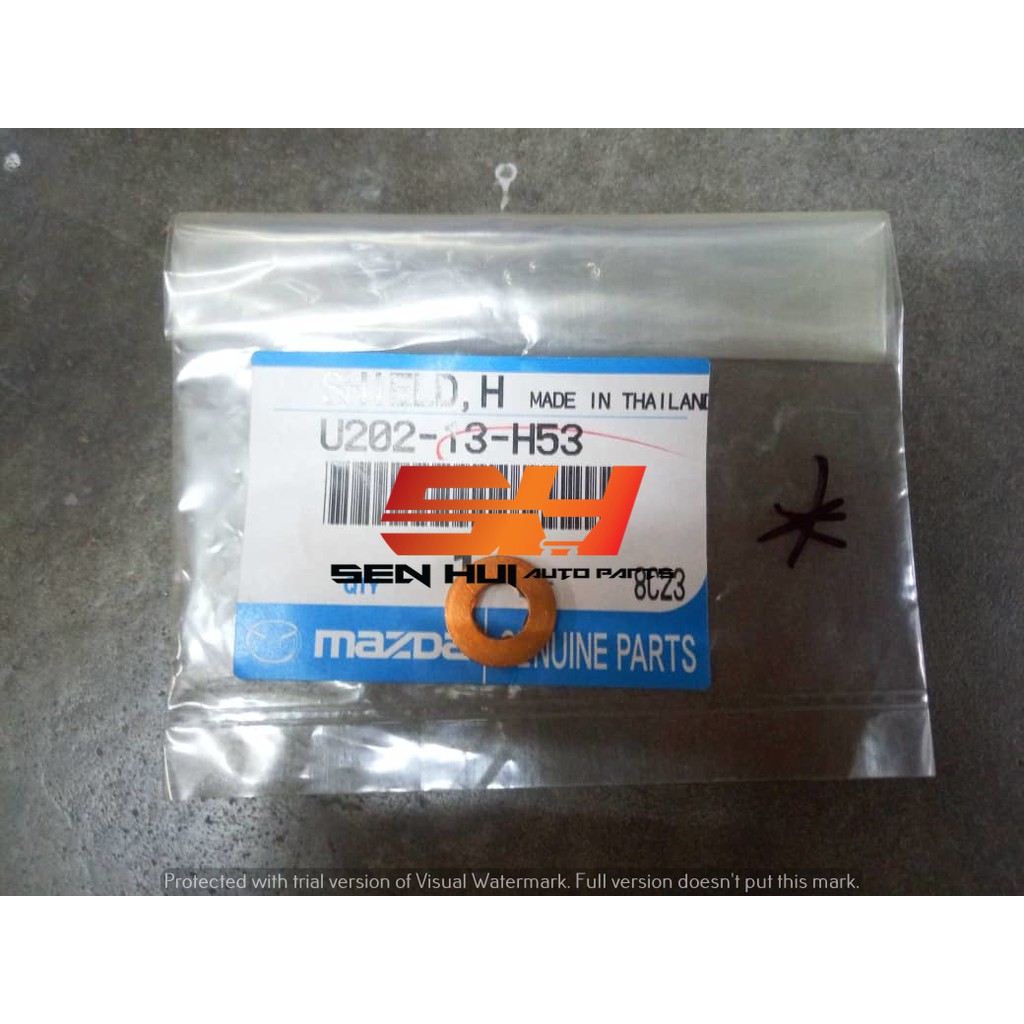 SHIELD, H MADE IN THAILAND
U202-13-H53
SH
SEN HUI AUTO PARTS
QTY 8CZ3
mazda GENUINE PARTS
Protected with trial version of Visual Watermark. Full version doesn't put this mark.